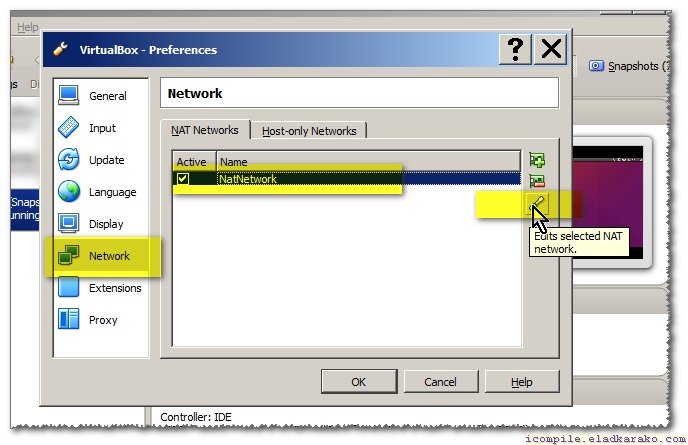 Help
VirtualBox - Preferences
?
Snapshots (
gs
General
Input
Update
Language
Display
Network
Extensions
Proxy
Network
NAT Networks
Host-only Networks
Active
Name
NatNetwork
Edits selected NAT
network.
(Snaps
unning
OK
Cancel
Help
Controller: IDE
icompile.eladkarako.com